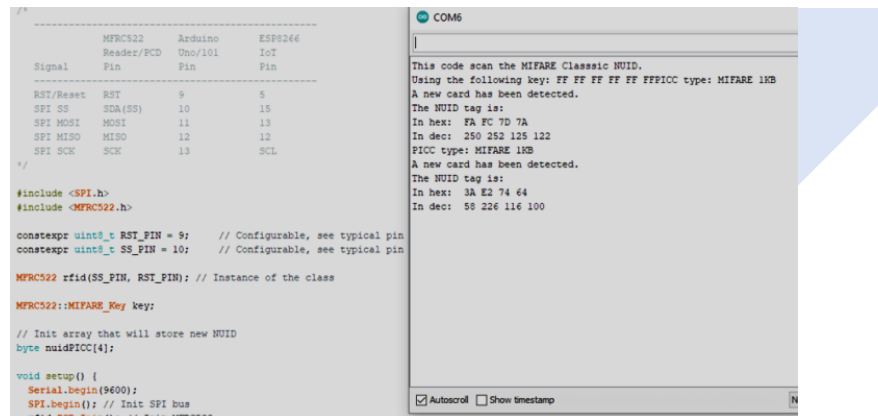 /*
---------------------------------------------------
MFRC522 Arduino ESP8266
Reader/PCD Uno/101 IoT
Signal Pin Pin Pin
---------------------------------------------------
RST/Reset RST 9 5
SPI SS SDA(SS) 10 15
SPI MOSI MOSI 11 13
SPI MISO MISO 12 12
SPI SCK SCK 13 SCL
*/
#include <SPI.h>
#include <MFRC522.h>
constexpr uint8_t RST_PIN = 9; // Configurable, see typical pin
constexpr uint8_t SS_PIN = 10; // Configurable, see typical pin
MFRC522 rfid(SS_PIN, RST_PIN); // Instance of the class
MFRC522::MIFARE_Key key;
// Init array that will store new NUID
byte nuidPICC[4];
void setup() {
Serial.begin(9600);
SPI.begin(); // Init SPI bus
COM6
This code scan the MIFARE Classsic NUID.
Using the following key: FF FF FF FF FF FFPICC type: MIFARE 1KB
A new card has been detected.
The NUID tag is:
In hex: FA FC 7D 7A
In dec: 250 252 125 122
PICC type: MIFARE 1KB
A new card has been detected.
The NUID tag is:
In hex: 3A E2 74 64
In dec: 58 226 116 100
Autoscroll Show timestamp